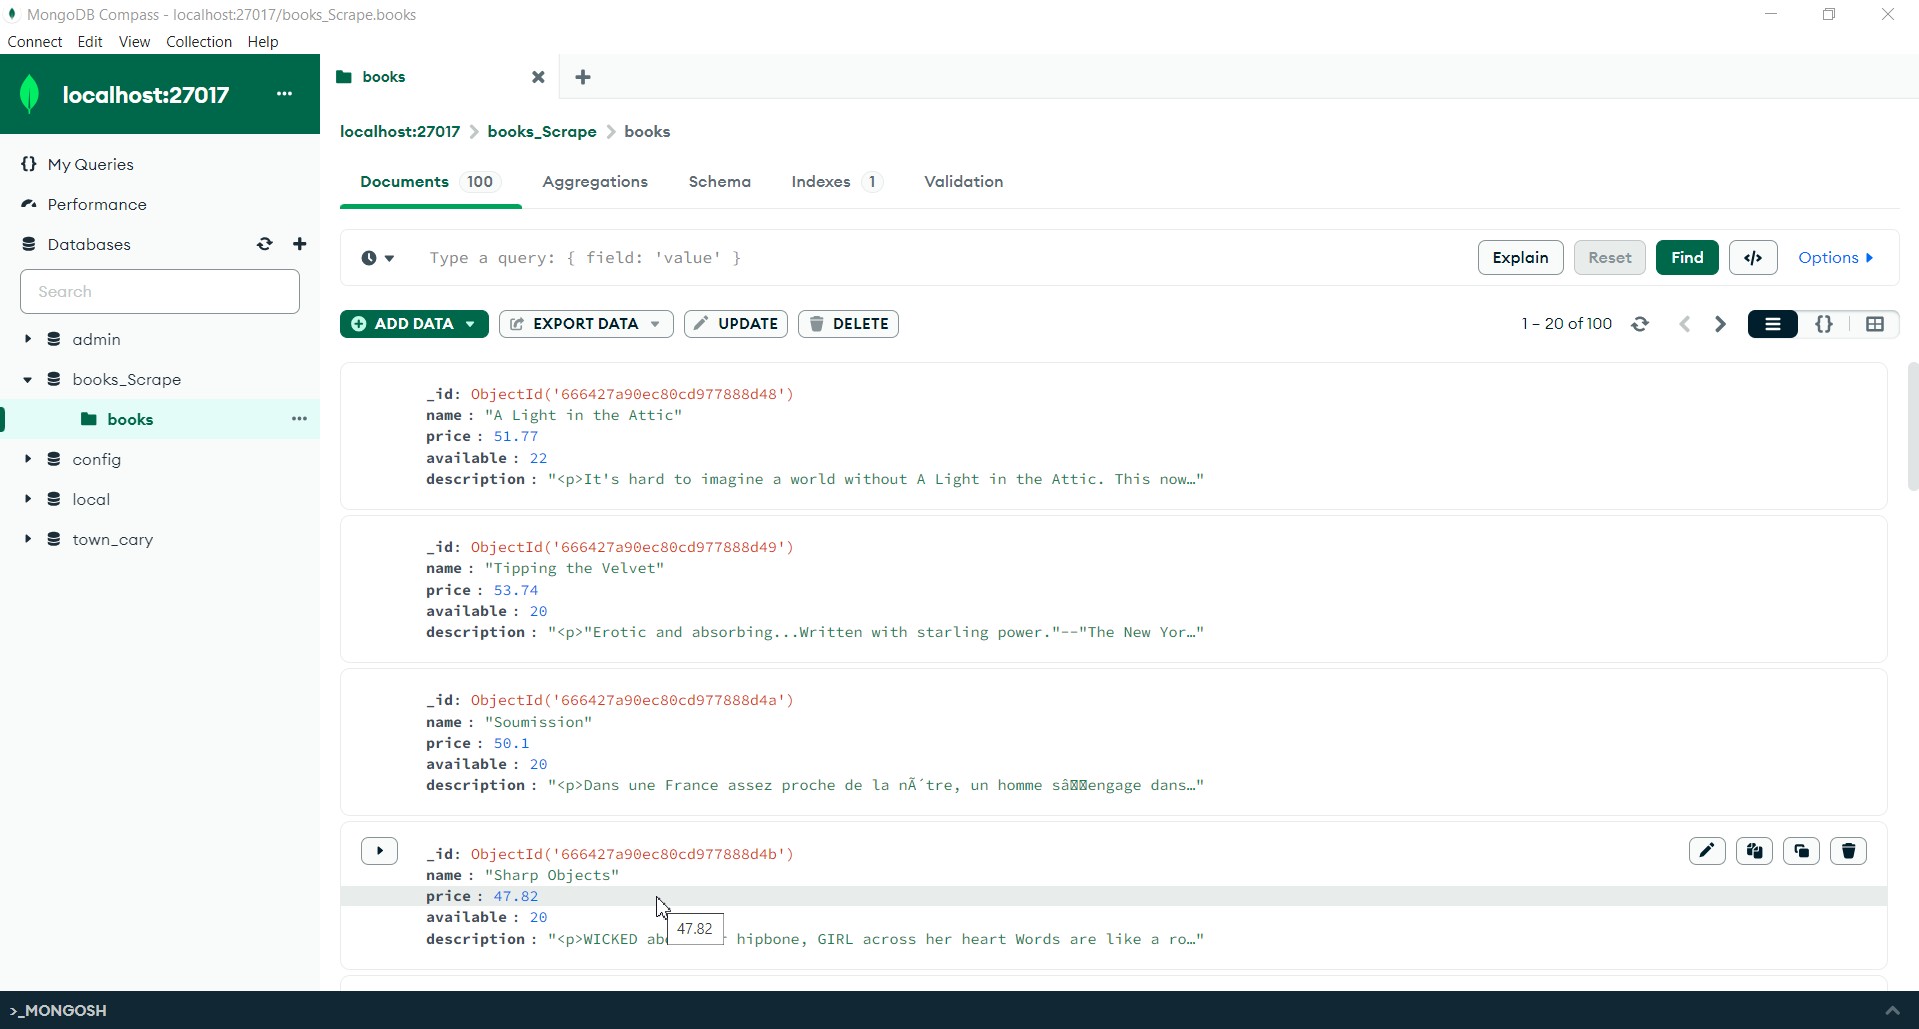 MongoDB Compass - localhost:27017/books_Scrape.books
Connect Edit View Collection Help
localhost:27017 ...
books
localhost:27017 > books_Scrape > books
{} My Queries
Performance
Databases
Search
admin
books_Scrape
books ...
config
local
town_cary
Documents 100 Aggregations Schema Indexes 1 Validation
Type a query: { field: 'value' }
Explain Reset Find </> Options
ADD DATA EXPORT DATA UPDATE DELETE
1 – 20 of 100 {}
_id: ObjectId('666427a90ec80cd977888d48')
name : "A Light in the Attic"
price : 51.77
available : 22
description : "<p>It's hard to imagine a world without A Light in the Attic. This now…"
_id: ObjectId('666427a90ec80cd977888d49')
name : "Tipping the Velvet"
price : 53.74
available : 20
description : "<p>"Erotic and absorbing...Written with starling power."--"The New Yor…"
_id: ObjectId('666427a90ec80cd977888d4a')
name : "Soumission"
price : 50.1
available : 20
description : "<p>Dans une France assez proche de la nÃ´tre, un homme sâengage dans…"
_id: ObjectId('666427a90ec80cd977888d4b')
name : "Sharp Objects"
price : 47.82
available : 20
47.82
description : "<p>WICKED hipbone, GIRL across her heart Words are like a ro…"
>_MONGOSH